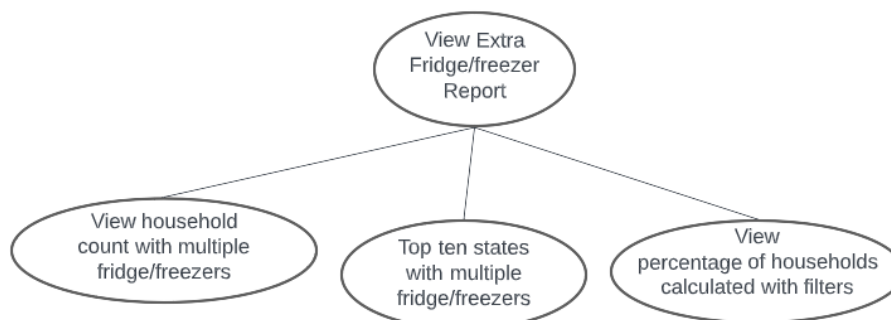 View Extra
Fridge/freezer
Report
View household
count with multiple
fridge/freezers
Top ten states
with multiple
fridge/freezers
View
percentage of households
calculated with filters